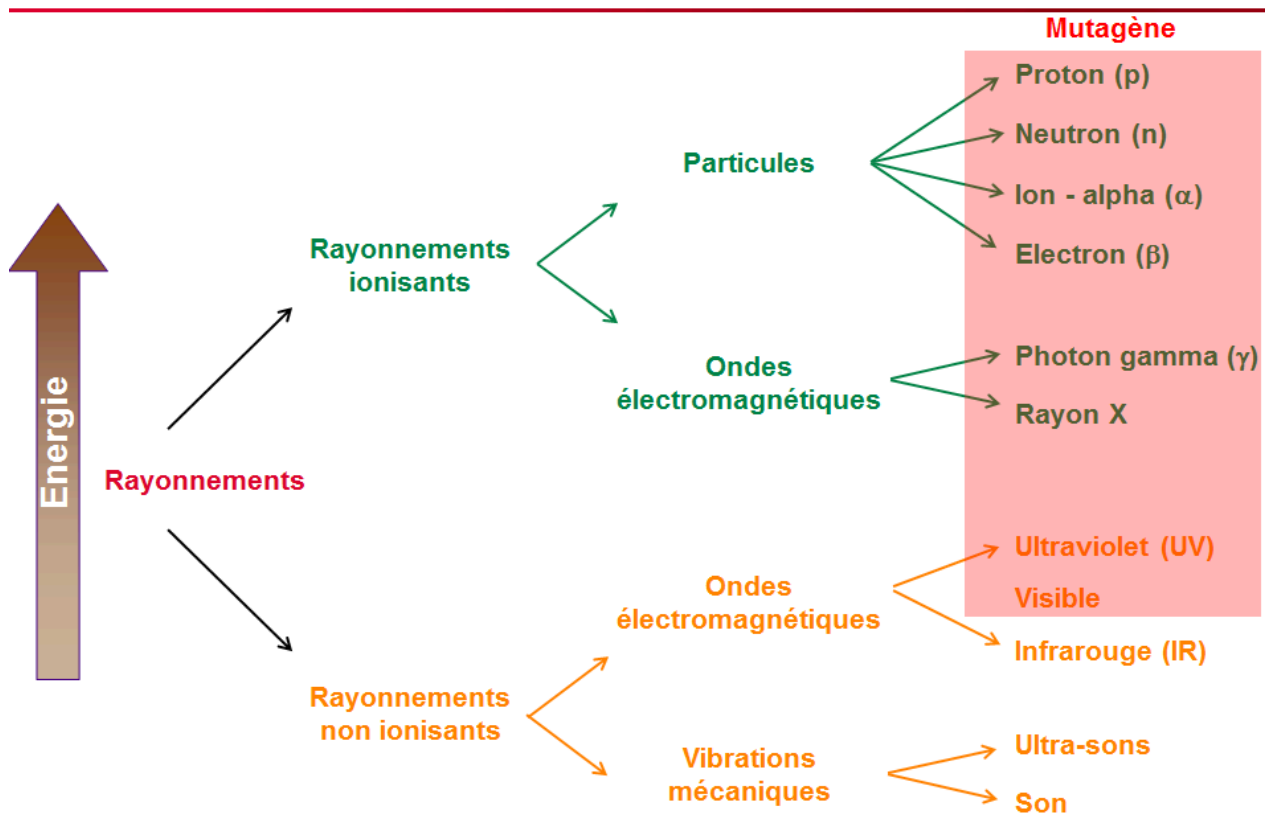 Mutagène
Proton (p)
Neutron (n)
Particules
Ion - alpha (α)
Rayonnements
ionisants
Electron (β)
Ondes
électromagnétiques
Photon gamma (γ)
Rayon X
Energie
Rayonnements
Ultraviolet (UV)
Ondes
électromagnétiques
Visible
Infrarouge (IR)
Rayonnements
non ionisants
Vibrations
mécaniques
Ultra-sons
Son